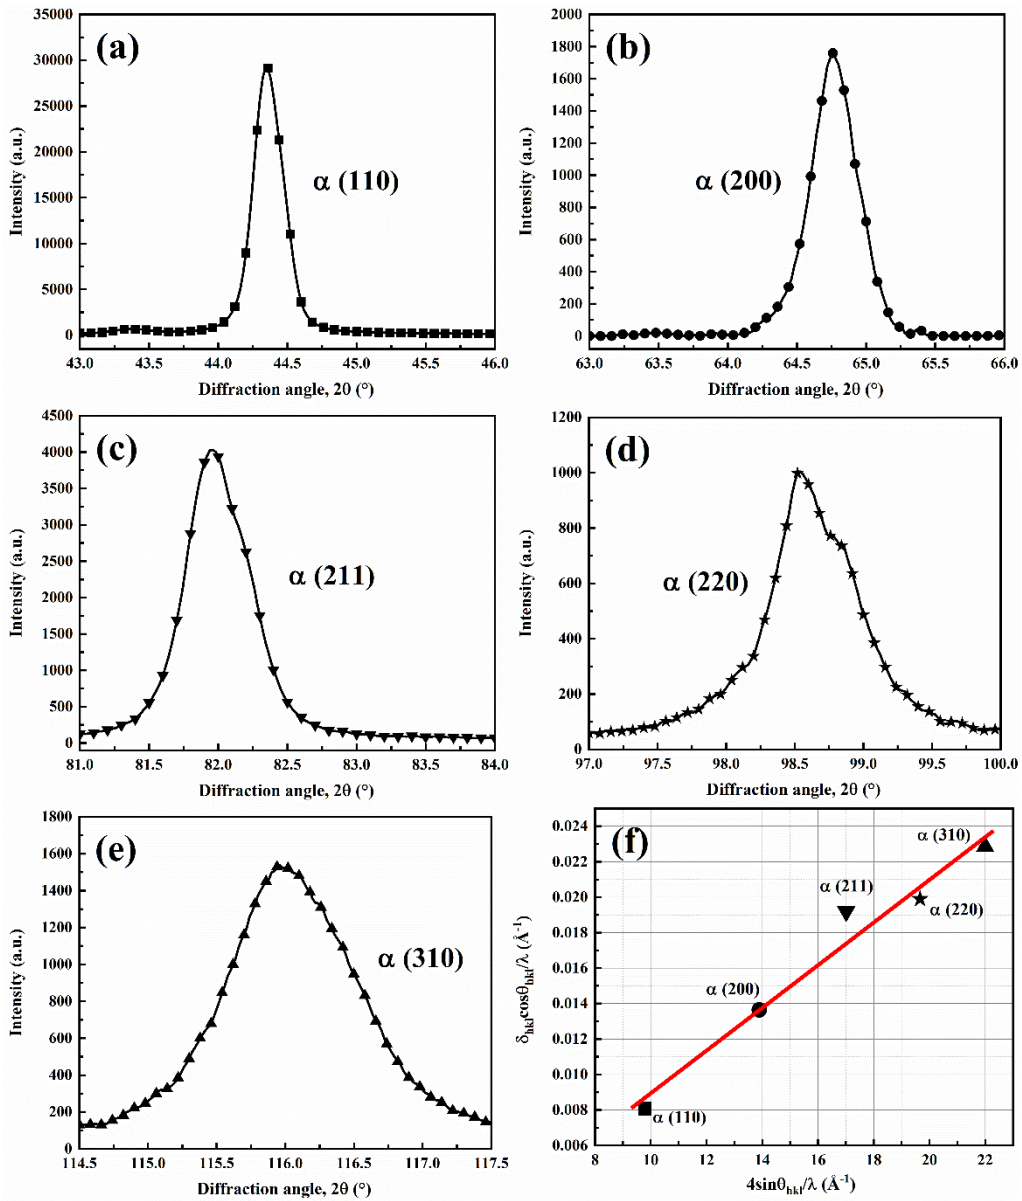 (a)
α (110)
Intensity (a.u.)
35000
30000
25000
20000
15000
10000
5000
0
43.0 43.5 44.0 44.5 45.0 45.5 46.0
Diffraction angle, 2θ (°)
(b)
α (200)
Intensity (a.u.)
2000
1800
1600
1400
1200
1000
800
600
400
200
0
63.0 63.5 64.0 64.5 65.0 65.5 66.0
Diffraction angle, 2θ (°)
(c)
α (211)
Intensity (a.u.)
4500
4000
3500
3000
2500
2000
1500
1000
500
0
81.0 81.5 82.0 82.5 83.0 83.5 84.0
Diffraction angle, 2θ (°)
(d)
α (220)
Intensity (a.u.)
1200
1000
800
600
400
200
0
97.0 97.5 98.0 98.5 99.0 99.5 100.0
Diffraction angle, 2θ (°)
(e)
α (310)
Intensity (a.u.)
1800
1600
1400
1200
1000
800
600
400
200
0
114.5 115.0 115.5 116.0 116.5 117.0 117.5
Diffraction angle, 2θ (°)
(f)
α (310)
α (211)
α (220)
α (200)
α (110)
δhklcosθhkl/λ (Å-1)
0.024
0.022
0.020
0.018
0.016
0.014
0.012
0.010
0.008
0.006
8 10 12 14 16 18 20 22
4sinθhkl/λ (Å-1)